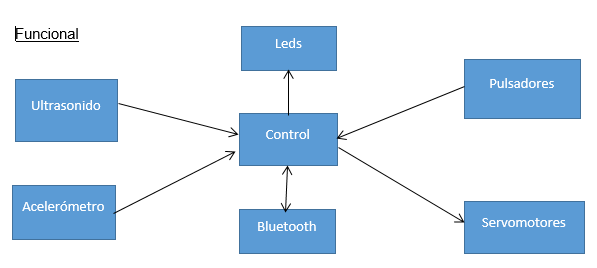 Funcional
Leds
Ultrasonido
Pulsadores
Control
Acelerómetro
Bluetooth
Servomotores